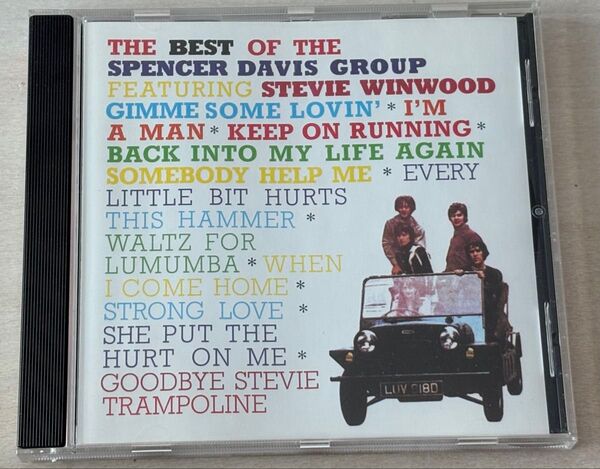 THE BEST OF THE
SPENCER DAVIS GROUP
FEATURING STEVIE WINWOOD
GIMME SOME LOVIN' * I'M
A MAN * KEEP ON RUNNING *
BACK INTO MY LIFE AGAIN
SOMEBODY HELP ME * EVERY
LITTLE BIT HURTS
THIS HAMMER *
WALTZ FOR
LUMUMBA * WHEN
I COME HOME *
STRONG LOVE *
SHE PUT THE
HURT ON ME *
GOODBYE STEVIE
TRAMPOLINE
LUV 918D